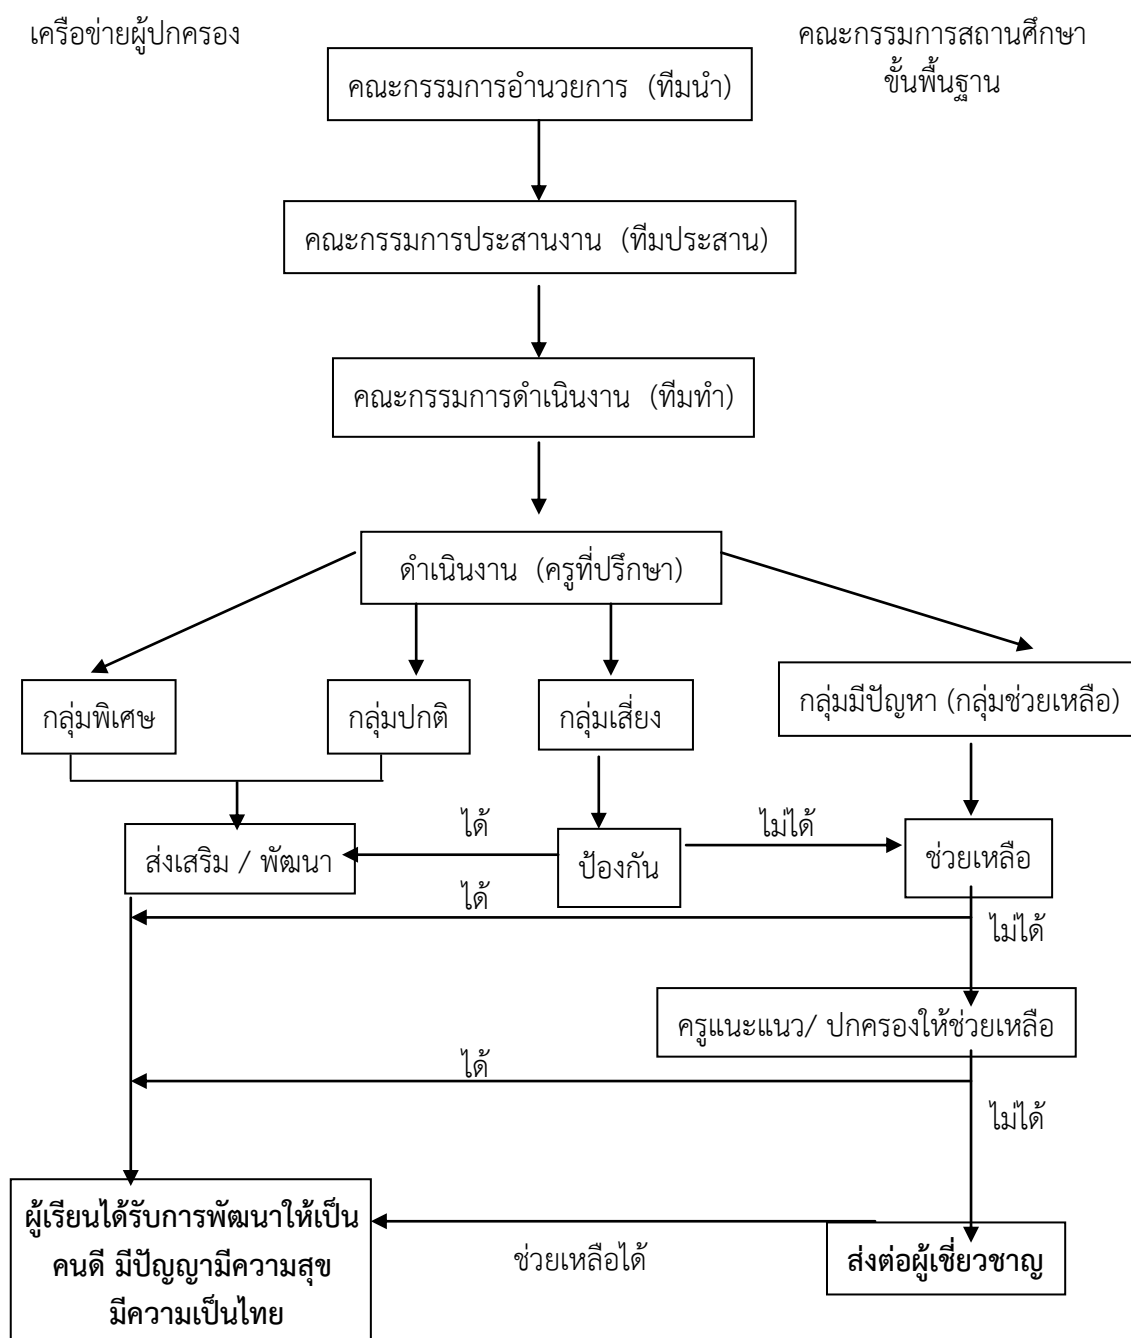 เครือข่ายผู้ปกครอง
คณะกรรมการสถานศึกษา
ขั้นพื้นฐาน
คณะกรรมการอำนวยการ (ทีมนำ)
คณะกรรมการประสานงาน (ทีมประสาน)
คณะกรรมการดำเนินงาน (ทีมทำ)
ดำเนินงาน (ครูที่ปรึกษา)
กลุ่มพิเศษ
กลุ่มปกติ
กลุ่มเสี่ยง
กลุ่มมีปัญหา (กลุ่มช่วยเหลือ)
ได้
ไม่ได้
ส่งเสริม / พัฒนา
ป้องกัน
ช่วยเหลือ
ได้
ไม่ได้
ครูแนะแนว/ ปกครองให้ช่วยเหลือ
ได้
ไม่ได้
ผู้เรียนได้รับการพัฒนาให้เป็น
คนดี มีปัญญามีความสุข
มีความเป็นไทย
ช่วยเหลือได้
ส่งต่อผู้เชี่ยวชาญ